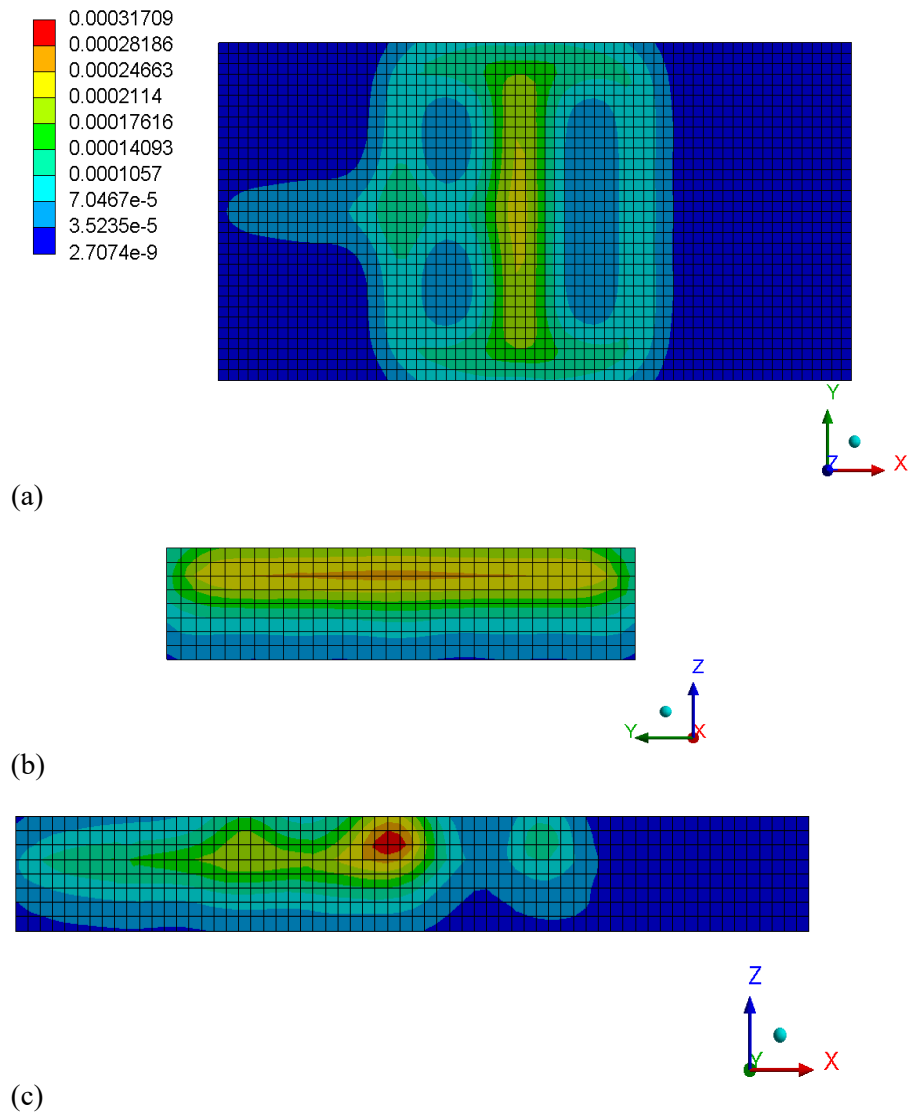 0.00031709
0.00028186
0.00024663
0.0002114
0.00017616
0.00014093
0.0001057
7.0467e-5
3.5235e-5
2.7074e-9
Y
Z
X
(a)
Z
Y
X
(b)
Z
Y
X
(c)